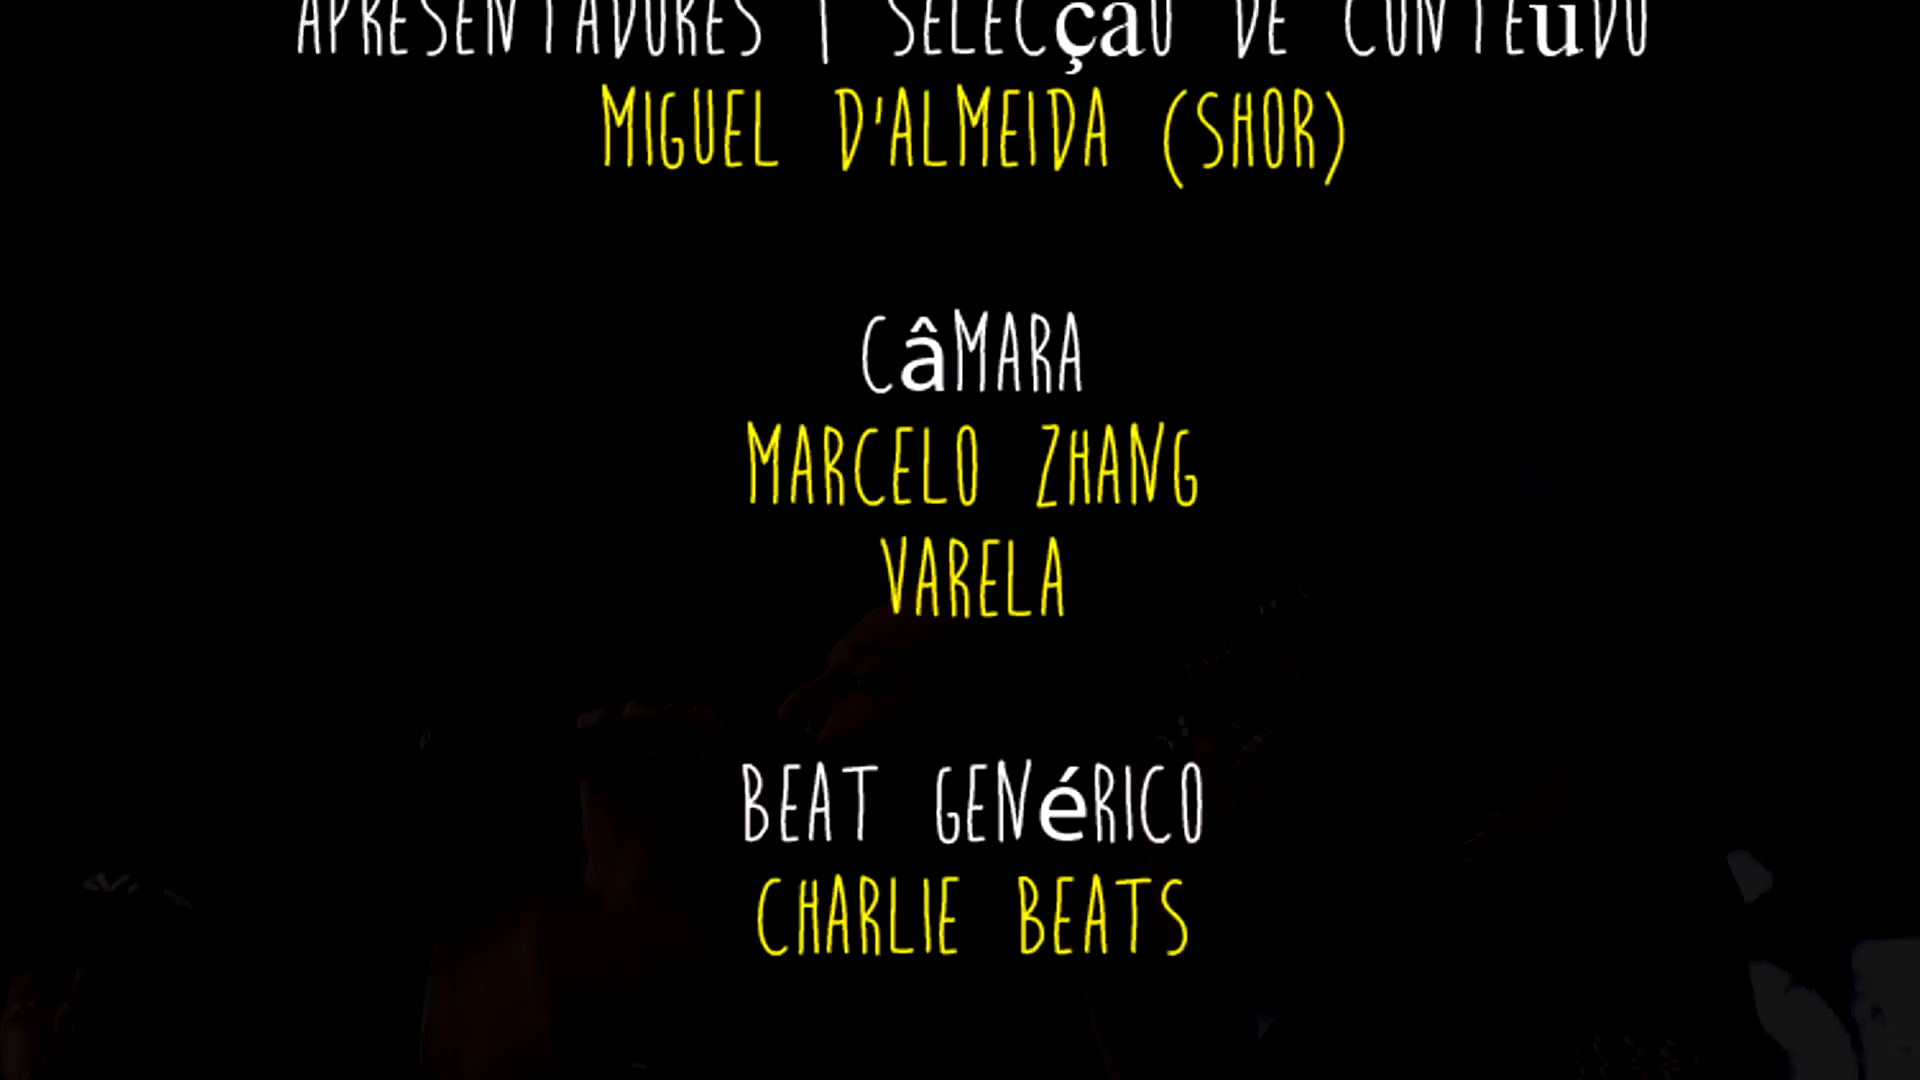 APRESENTADORES | SELECçãO DE CONTEúDO
MIGUEL D'ALMEIDA (SHOR)
CâMARA
MARCELO ZHANG
VARELA
BEAT GENéRICO
CHARLIE BEATS